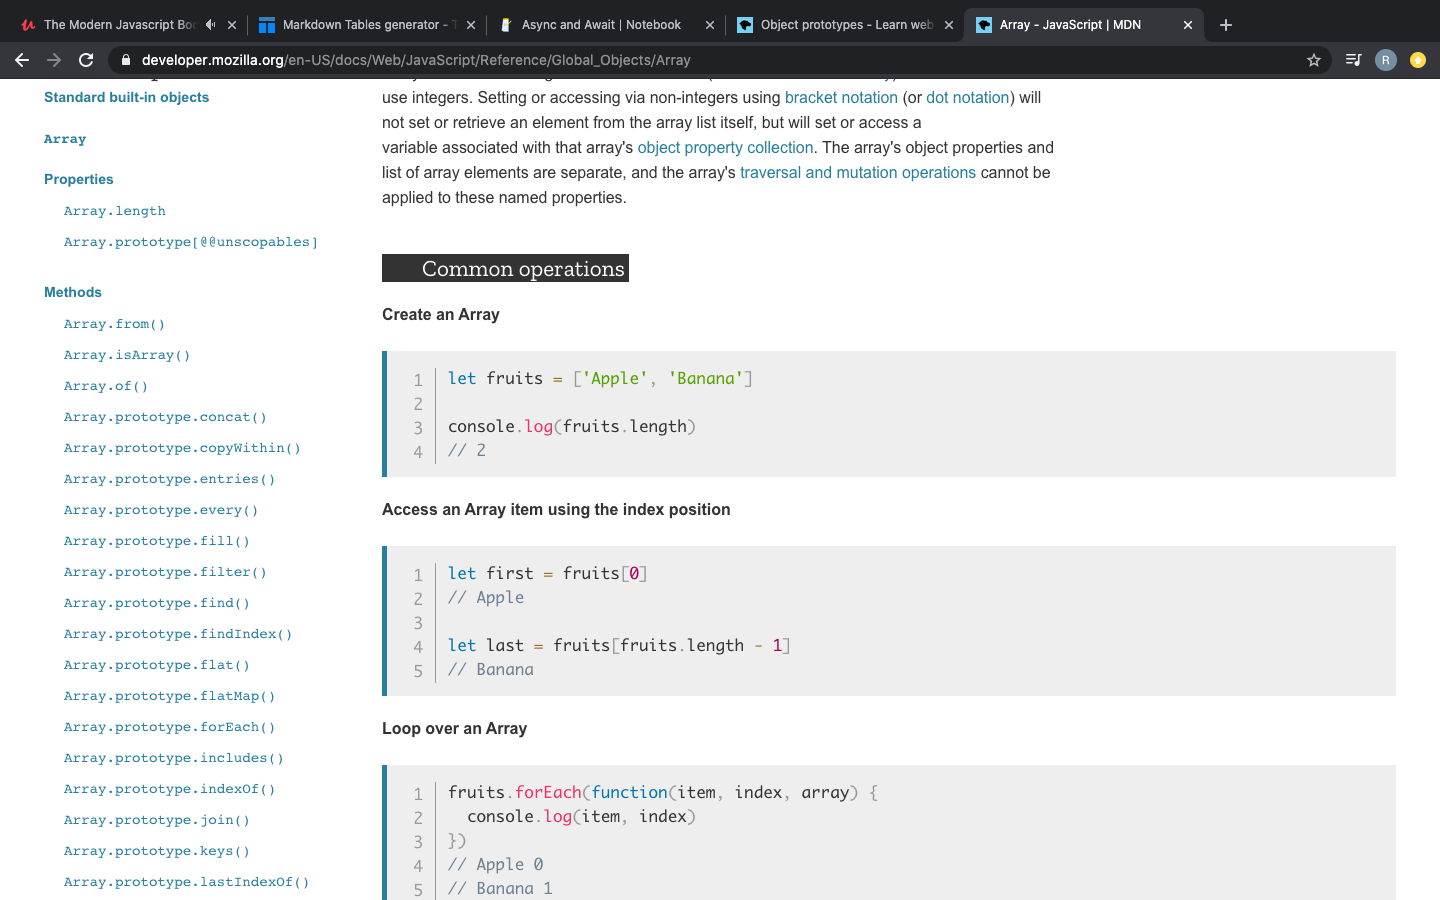 The Modern Javascript Boo
Markdown Tables generator - T
Async and Await | Notebook
Object prototypes - Learn web
Array - JavaScript | MDN
developer.mozilla.org/en-US/docs/Web/JavaScript/Reference/Global_Objects/Array
R
Standard built-in objects
Array
Properties
Array.length
Array.prototype[@@unscopables]
Methods
Array.from()
Array.isArray()
Array.of()
Array.prototype.concat()
Array.prototype.copyWithin()
Array.prototype.entries()
Array.prototype.every()
Array.prototype.fill()
Array.prototype.filter()
Array.prototype.find()
Array.prototype.findIndex()
Array.prototype.flat()
Array.prototype.flatMap()
Array.prototype.forEach()
Array.prototype.includes()
Array.prototype.indexOf()
Array.prototype.join()
Array.prototype.keys()
Array.prototype.lastIndexOf()
use integers. Setting or accessing via non-integers using bracket notation (or dot notation) will
not set or retrieve an element from the array list itself, but will set or access a
variable associated with that array's object property collection. The array's object properties and
list of array elements are separate, and the array's traversal and mutation operations cannot be
applied to these named properties.
Common operations
Create an Array
1 let fruits = ['Apple', 'Banana']
2
3 console.log(fruits.length)
4 // 2
Access an Array item using the index position
1 let first = fruits[0]
2 // Apple
3
4 let last = fruits[fruits.length - 1]
5 // Banana
Loop over an Array
1 fruits.forEach(function(item, index, array) {
2 console.log(item, index)
3 })
4 // Apple 0
5 // Banana 1